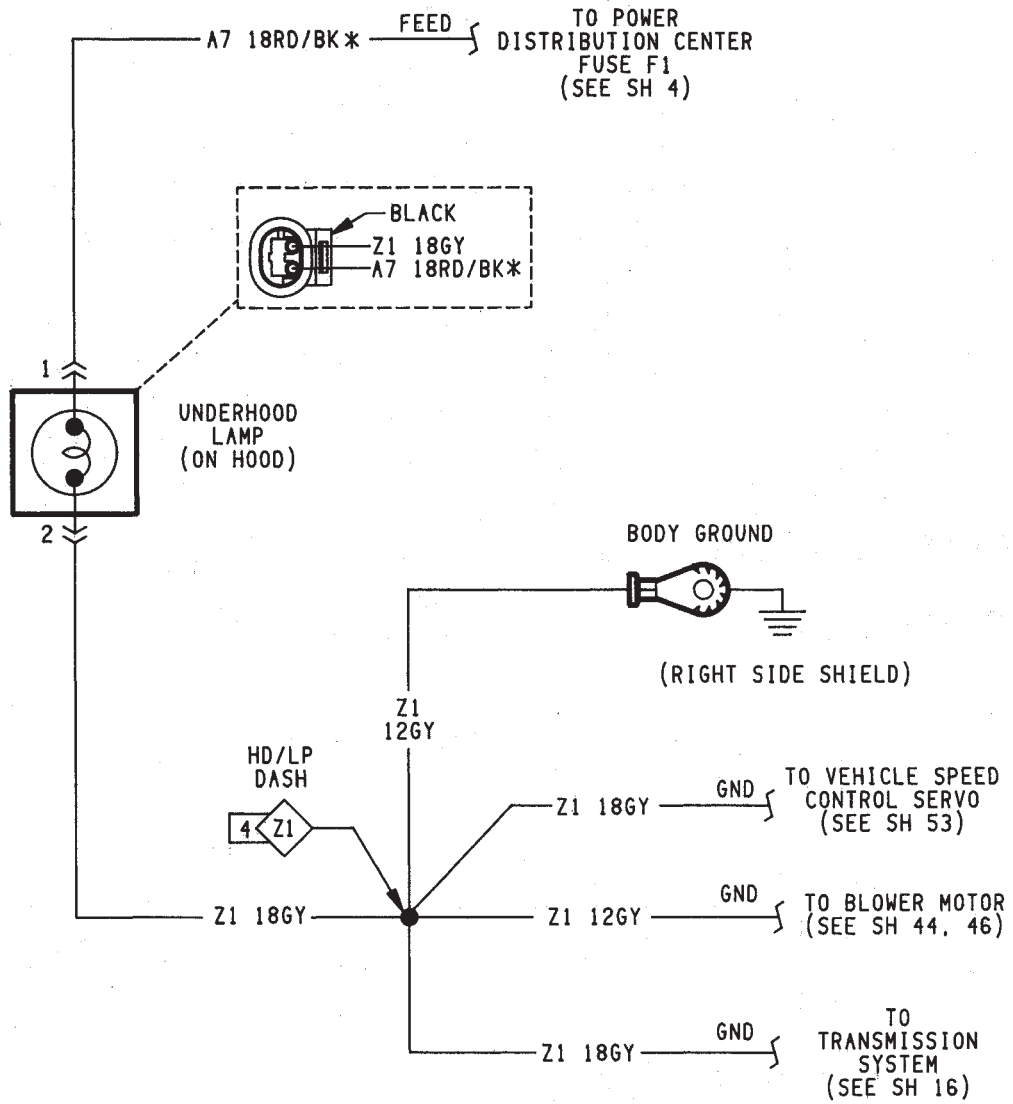 A7 18RD/BK*
FEED
TO POWER
DISTRIBUTION CENTER
FUSE F1
(SEE SH 4)
BLACK
Z1 18GY
A7 18RD/BK*
1
UNDERHOOD
LAMP
(ON HOOD)
2
BODY GROUND
(RIGHT SIDE SHIELD)
Z1
12GY
HD/LP
DASH
4 Z1
Z1 18GY
GND
TO VEHICLE SPEED
CONTROL SERVO
(SEE SH 53)
Z1 18GY
Z1 12GY
GND
TO BLOWER MOTOR
(SEE SH 44, 46)
Z1 18GY
GND
TO
TRANSMISSION
SYSTEM
(SEE SH 16)